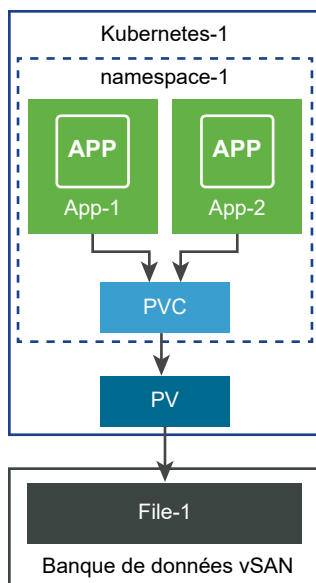 Kubernetes-1
namespace-1
APP APP
App-1 App-2
PVC
PV
File-1
Banque de données vSAN